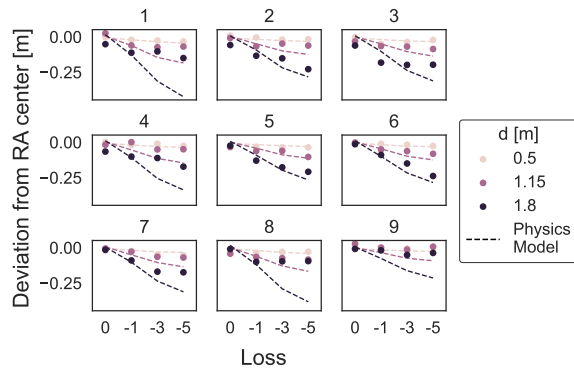 1 2 3
0.00
−0.25
4 5 6
0.00
−0.25
7 8 9
0.00
−0.25
0 -1 -3 -5 0 -1 -3 -5 0 -1 -3 -5
Loss
Deviation from RA center [m]
d [m]
0.5
1.15
1.8
Physics
Model